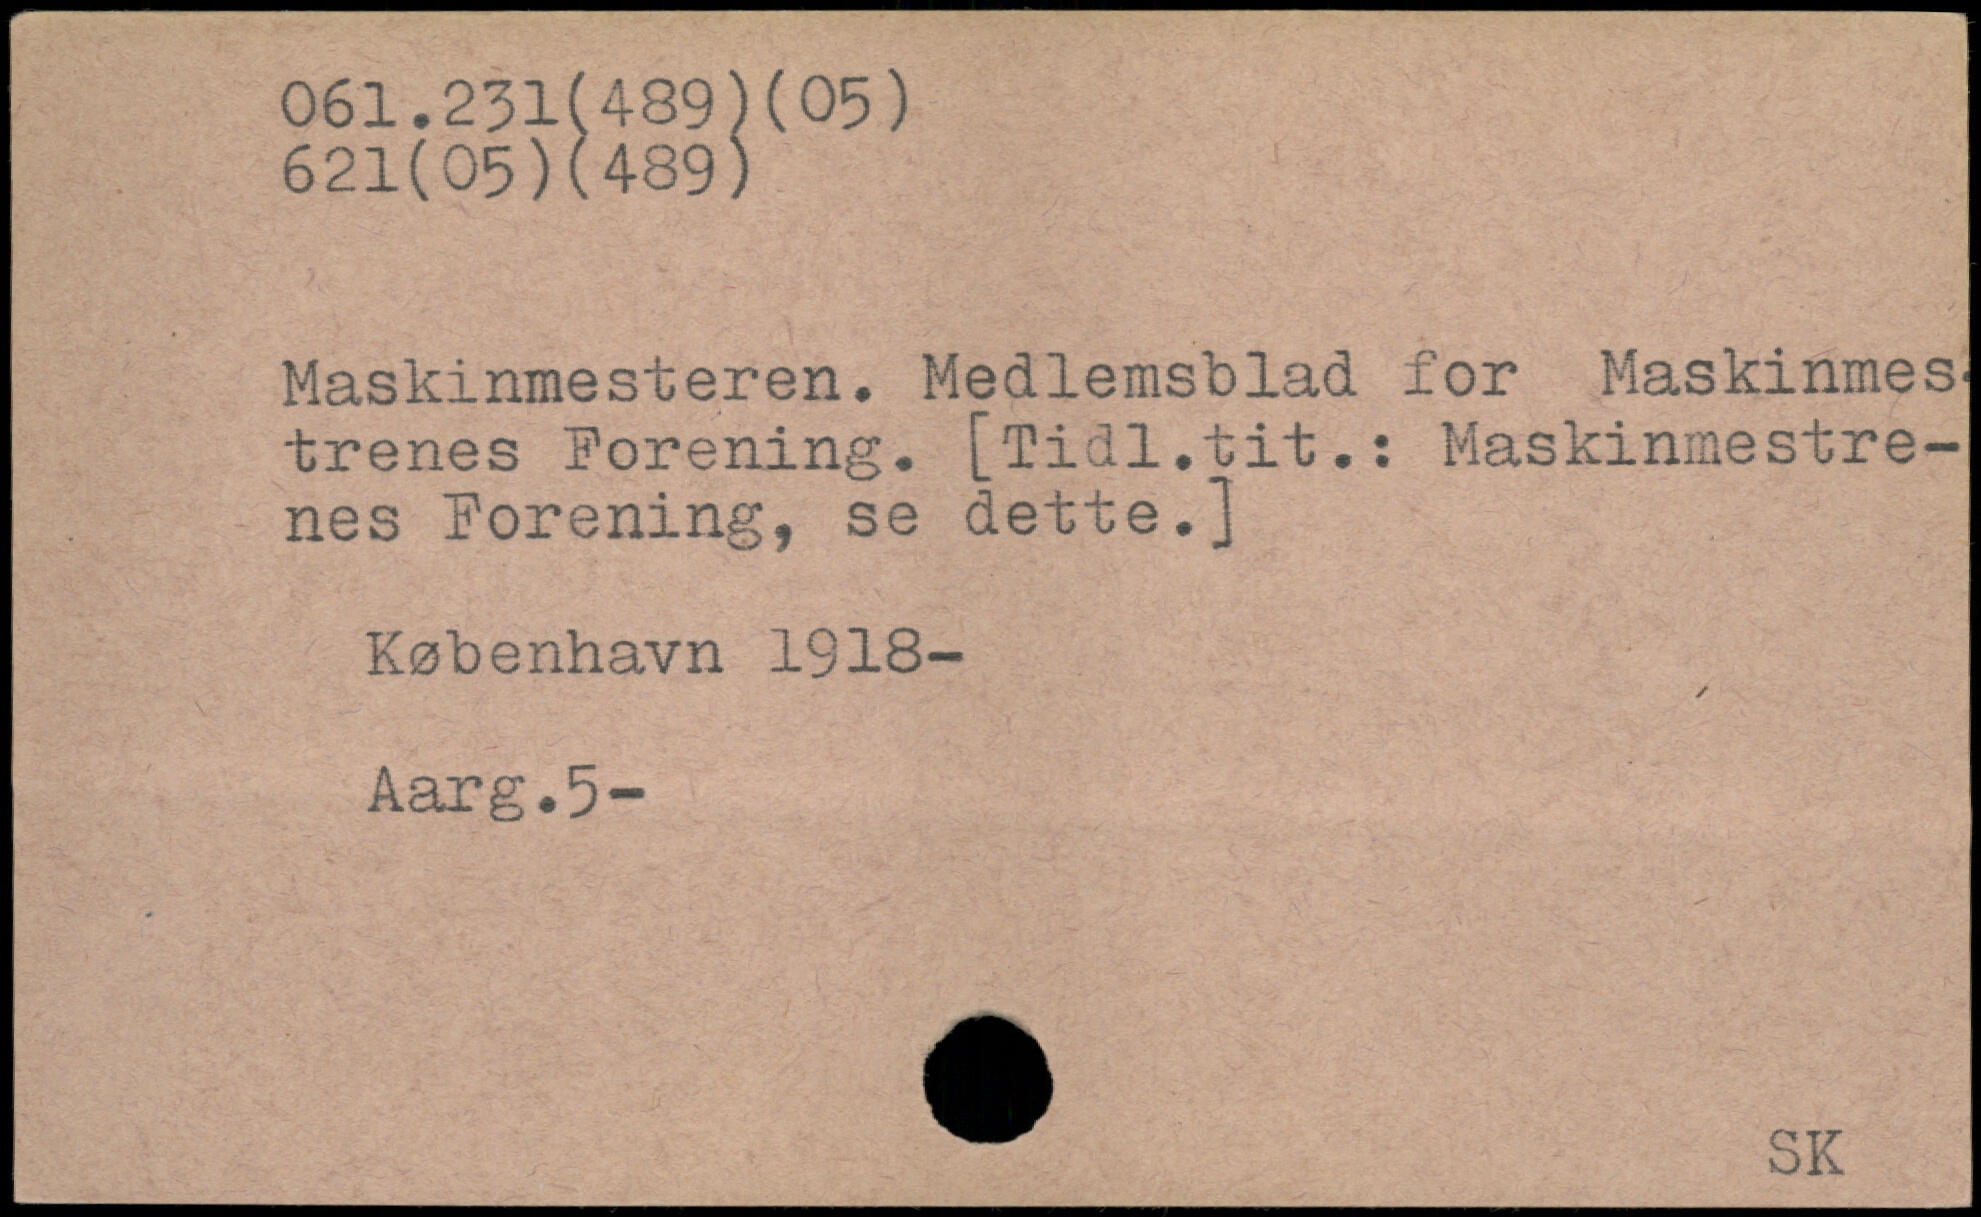 061.231(489)(05)
621(05)(489)
Maskinmesteren. Medlemsblad for Maskinmes-
trenes Forening. [Tidl.tit.: Maskinmestre-
nes Forening, se dette.]
København 1918-
Aarg.5-
SK